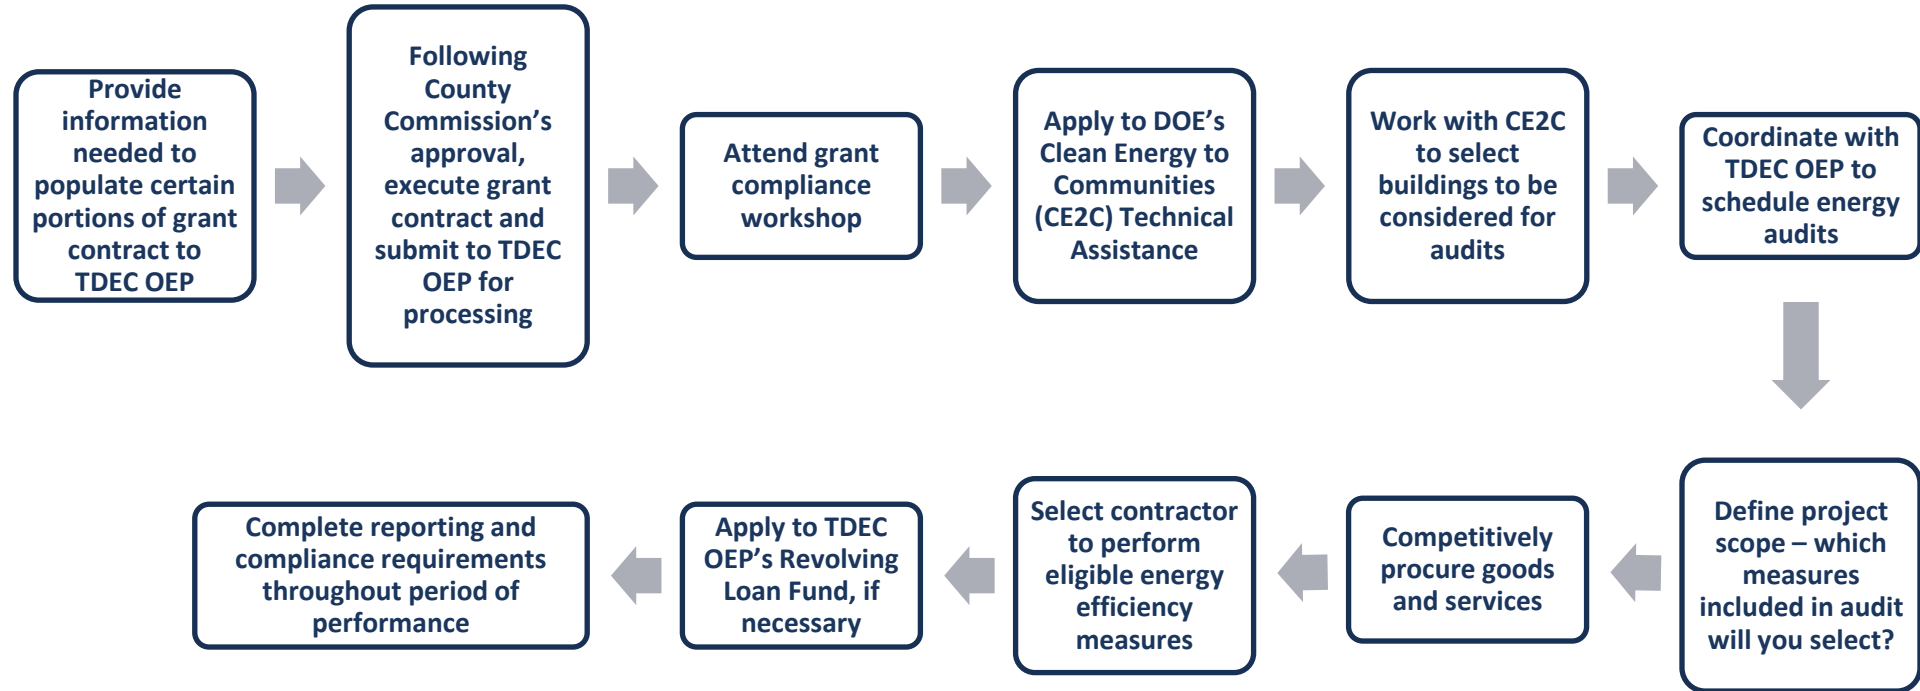 Provide
information
needed to
populate certain
portions of grant
contract to
TDEC OEP
Following
County
Commission’s
approval,
execute grant
contract and
submit to TDEC
OEP for
processing
Attend grant
compliance
workshop
Apply to DOE’s
Clean Energy to
Communities
(CE2C) Technical
Assistance
Work with CE2C
to select
buildings to be
considered for
audits
Coordinate with
TDEC OEP to
schedule energy
audits
Define project
scope – which
measures
included in audit
will you select?
Competitively
procure goods
and services
Select contractor
to perform
eligible energy
efficiency
measures
Apply to TDEC
OEP’s Revolving
Loan Fund, if
necessary
Complete reporting and
compliance requirements
throughout period of
performance